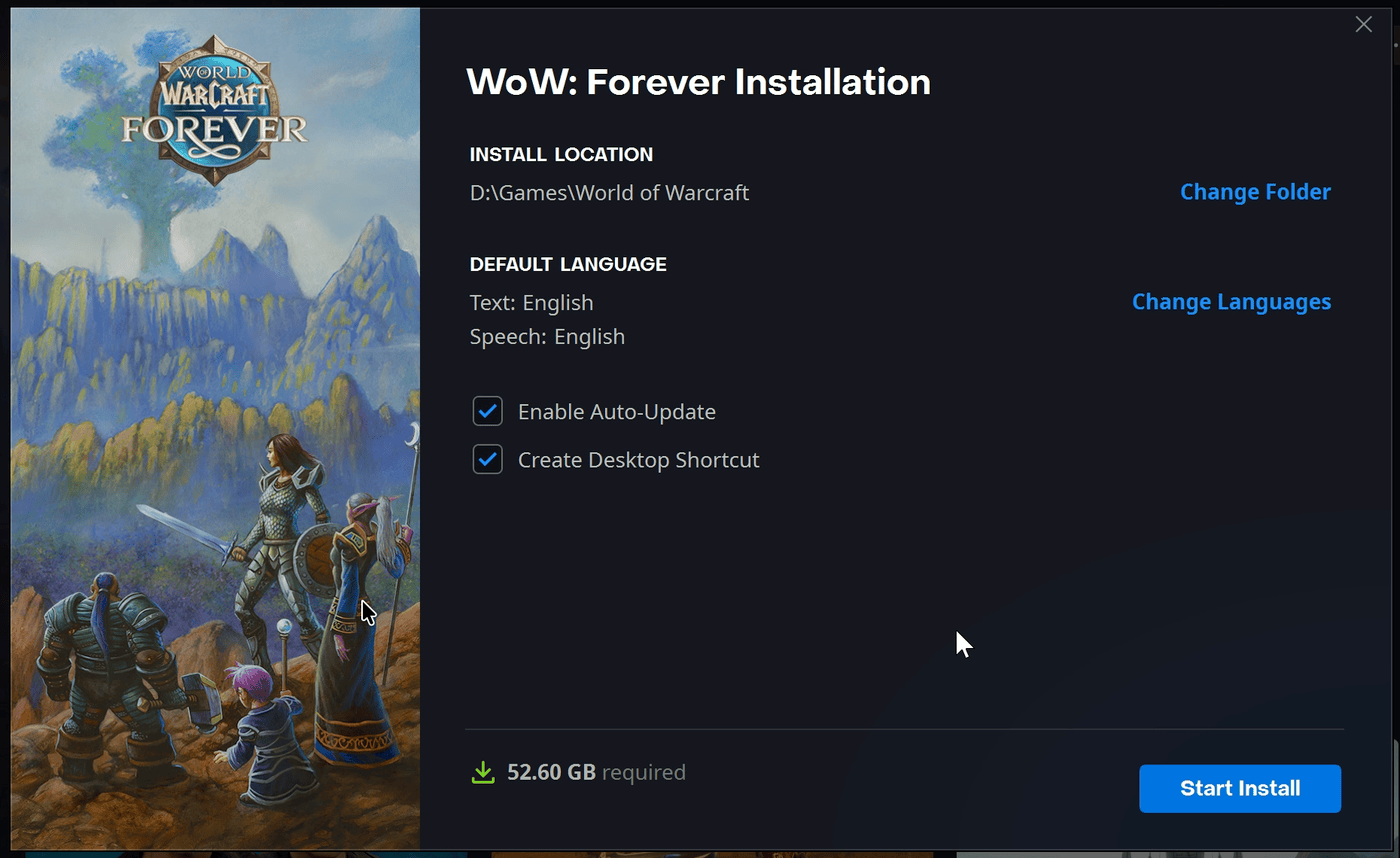 WORLD OF
WARCRAFT
FOREVER
WoW: Forever Installation
INSTALL LOCATION
D:\Games\World of Warcraft
Change Folder
DEFAULT LANGUAGE
Text: English
Change Languages
Speech: English
Enable Auto-Update
Create Desktop Shortcut
52.60 GB required
Start Install